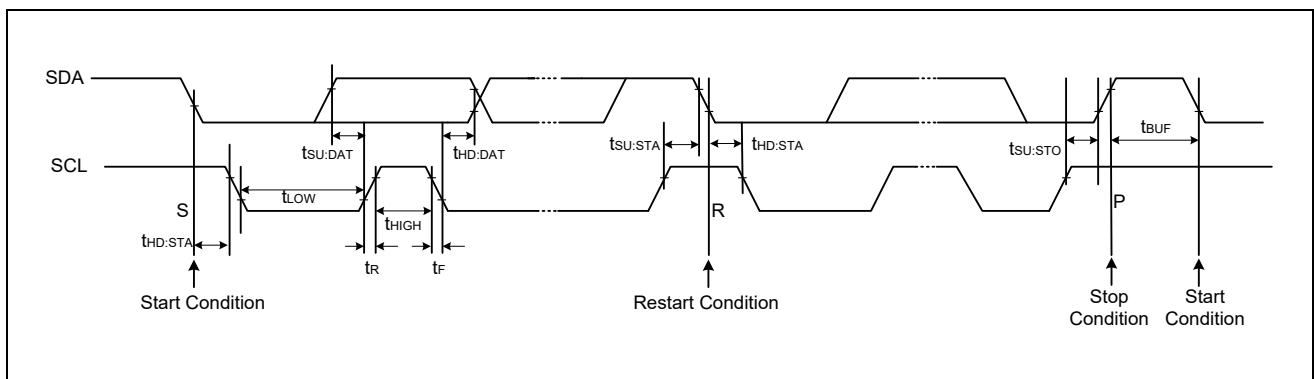 SDA
tSU:DAT
tHD:DAT
tSU:STA
tHD:STA
tSU:STO
tBUF
SCL
S
tLOW
tHIGH
R
P
tHD:STA
tR
tF
Start Condition
Restart Condition
Stop
Condition
Start
Condition